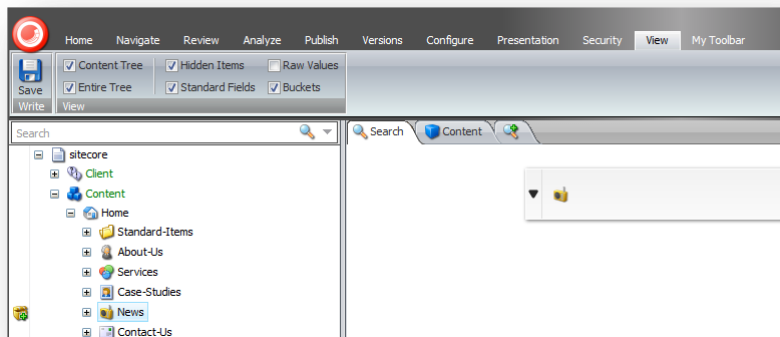 Home Navigate Review Analyze Publish Versions Configure Presentation Security View My Toolbar
Save
Content Tree Hidden Items Raw Values
Entire Tree Standard Fields Buckets
Write View
Search
Search Content
sitecore
Client
Content
Home
Standard-Items
About-Us
Services
Case-Studies
News
Contact-Us